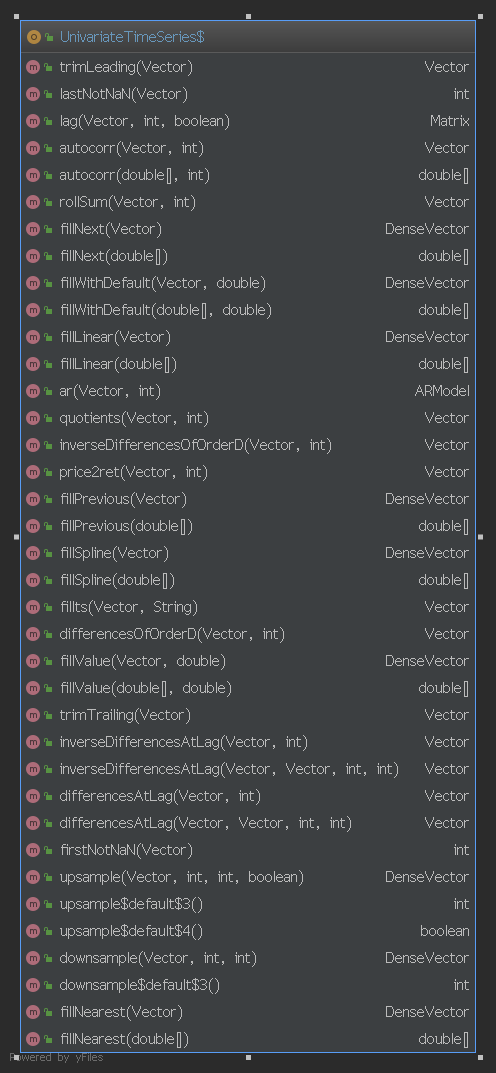 UnivariateTimeSeries$
trimLeading(Vector) Vector
lastNotNaN(Vector) int
lag(Vector, int, boolean) Matrix
autocorr(Vector, int) Vector
autocorr(double[], int) double[]
rollSum(Vector, int) Vector
fillNext(Vector) DenseVector
fillNext(double[]) double[]
fillWithDefault(Vector, double) DenseVector
fillWithDefault(double[], double) double[]
fillLinear(Vector) DenseVector
fillLinear(double[]) double[]
ar(Vector, int) ARModel
quotients(Vector, int) Vector
inverseDifferencesOfOrderD(Vector, int) Vector
price2ret(Vector, int) Vector
fillPrevious(Vector) DenseVector
fillPrevious(double[]) double[]
fillSpline(Vector) DenseVector
fillSpline(double[]) double[]
fillts(Vector, String) Vector
differencesOfOrderD(Vector, int) Vector
fillValue(Vector, double) DenseVector
fillValue(double[], double) double[]
trimTrailing(Vector) Vector
inverseDifferencesAtLag(Vector, int) Vector
inverseDifferencesAtLag(Vector, Vector, int, int) Vector
differencesAtLag(Vector, int) Vector
differencesAtLag(Vector, Vector, int, int) Vector
firstNotNaN(Vector) int
upsample(Vector, int, int, boolean) DenseVector
upsample$default$3() int
upsample$default$4() boolean
downsample(Vector, int, int) DenseVector
downsample$default$3() int
fillNearest(Vector) DenseVector
fillNearest(double[]) double[]
Powered by yFiles